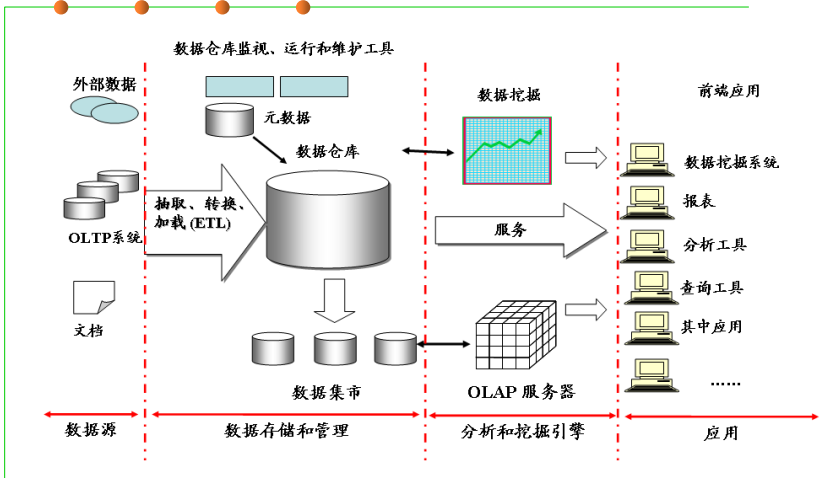 数据仓库监视、运行和维护工具
外部数据
元数据
数据仓库
数据挖掘
前端应用
抽取、转换、
加载 (ETL)
OLTP系统
服务
数据挖掘系统
报表
分析工具
查询工具
其中应用
……
文档
数据集市
OLAP 服务器
数据源
数据存储和管理
分析和挖掘引擎
应用